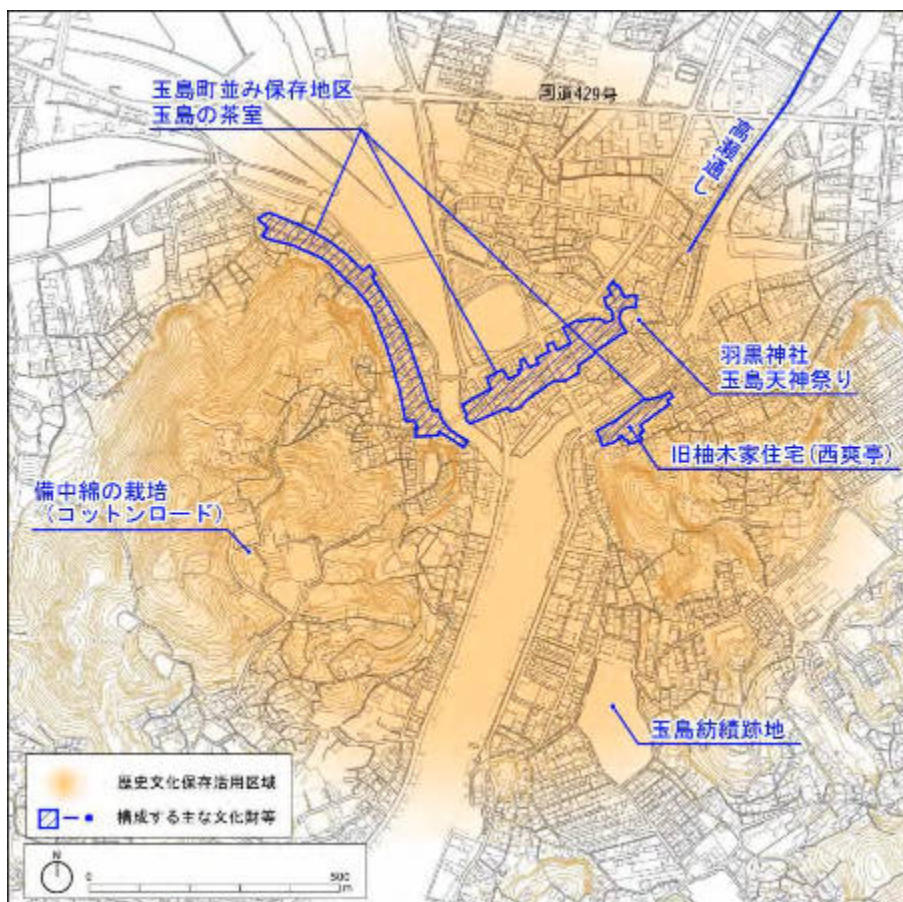 玉島町並み保存地区
玉島の茶室
国道429号
高瀬通し
羽黒神社
玉島天神祭り
旧柚木家住宅(西爽亭)
備中綿の栽培
(コットンロード)
玉島紡績跡地
歴史文化保存活用区域
構成する主な文化財等
N
0
500
m